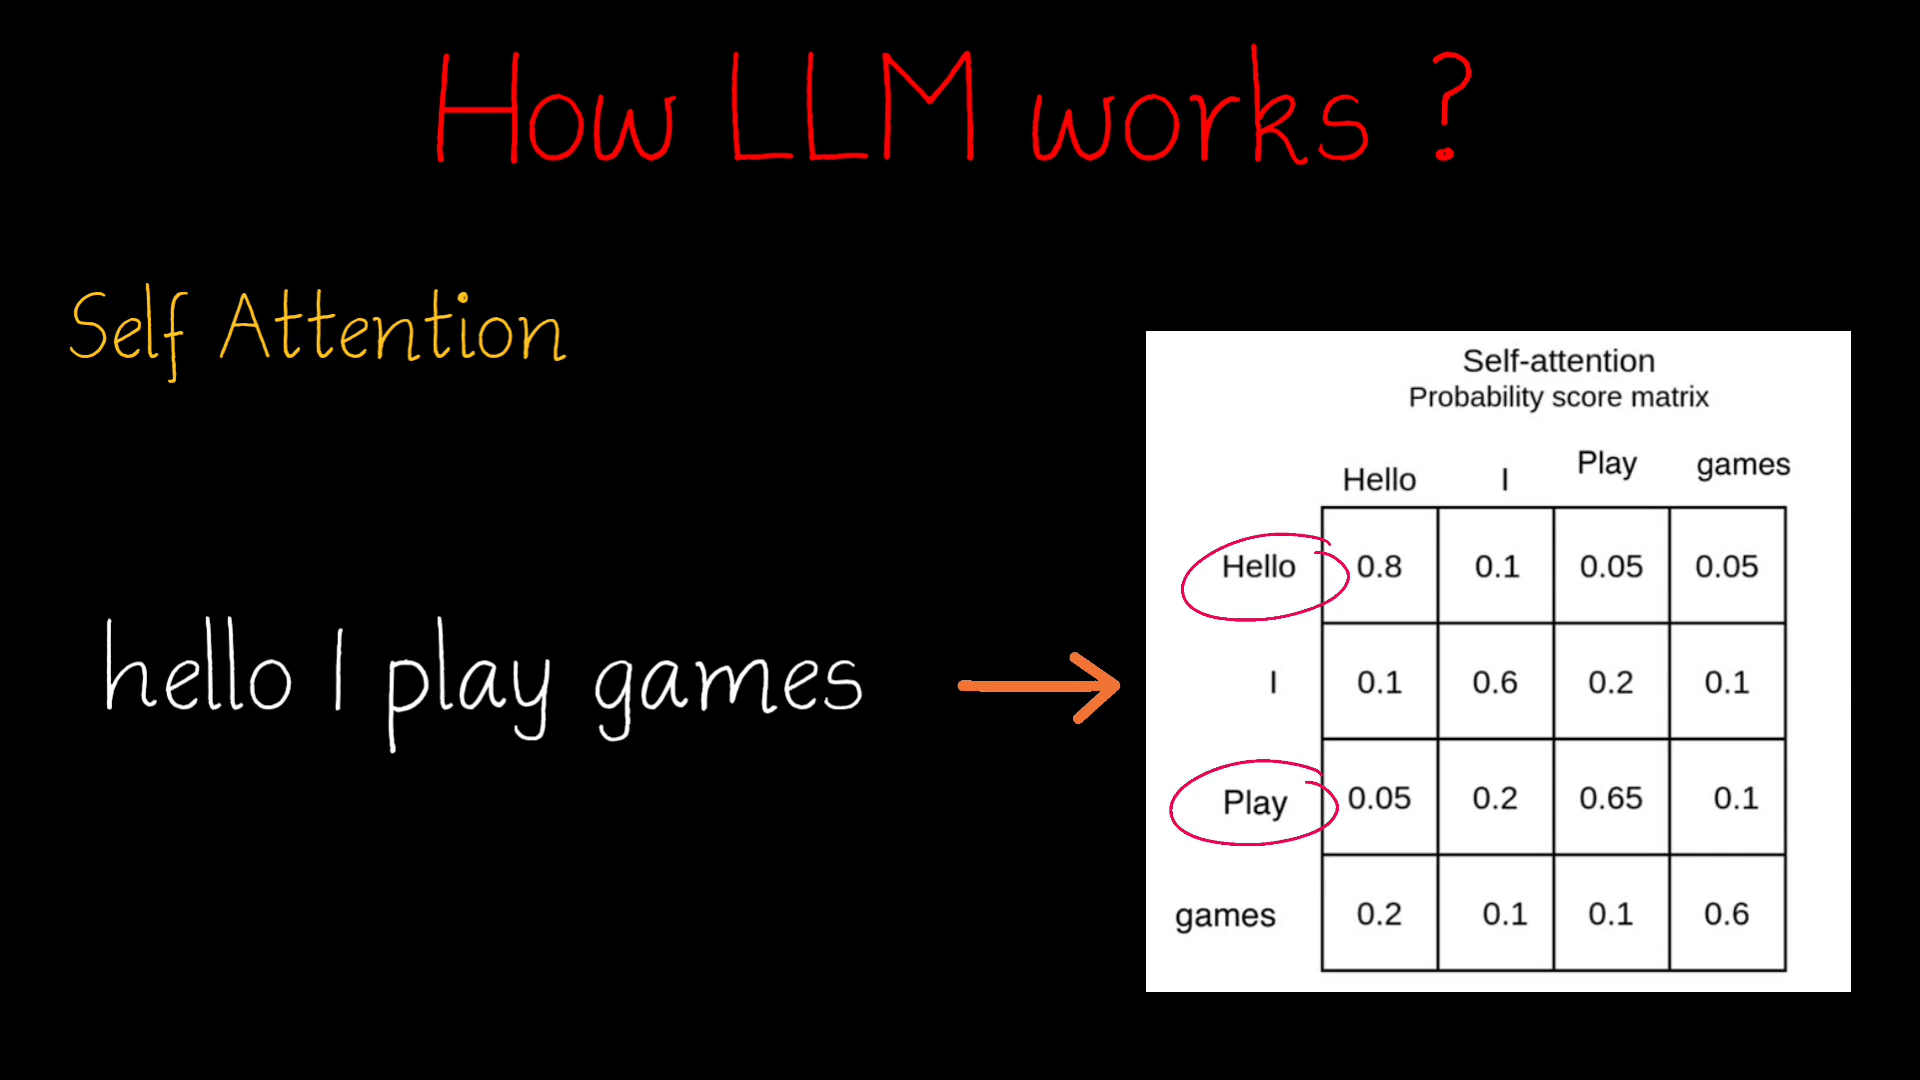 How LLM works ?
Self Attention
hello I play games
Self-attention
Probability score matrix
Hello I Play games
Hello 0.8 0.1 0.05 0.05
I 0.1 0.6 0.2 0.1
Play 0.05 0.2 0.65 0.1
games 0.2 0.1 0.1 0.6